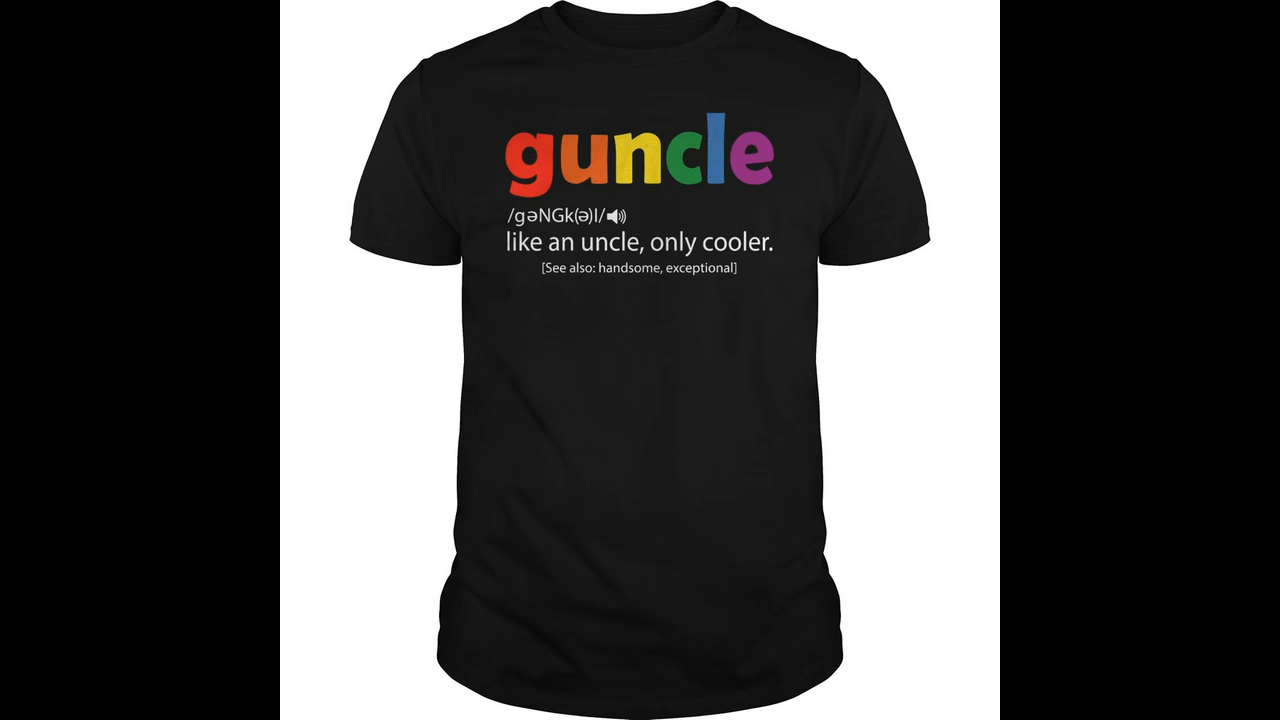 guncle
/gəNGk(ə)l/
like an uncle, only cooler.
[See also: handsome, exceptional]